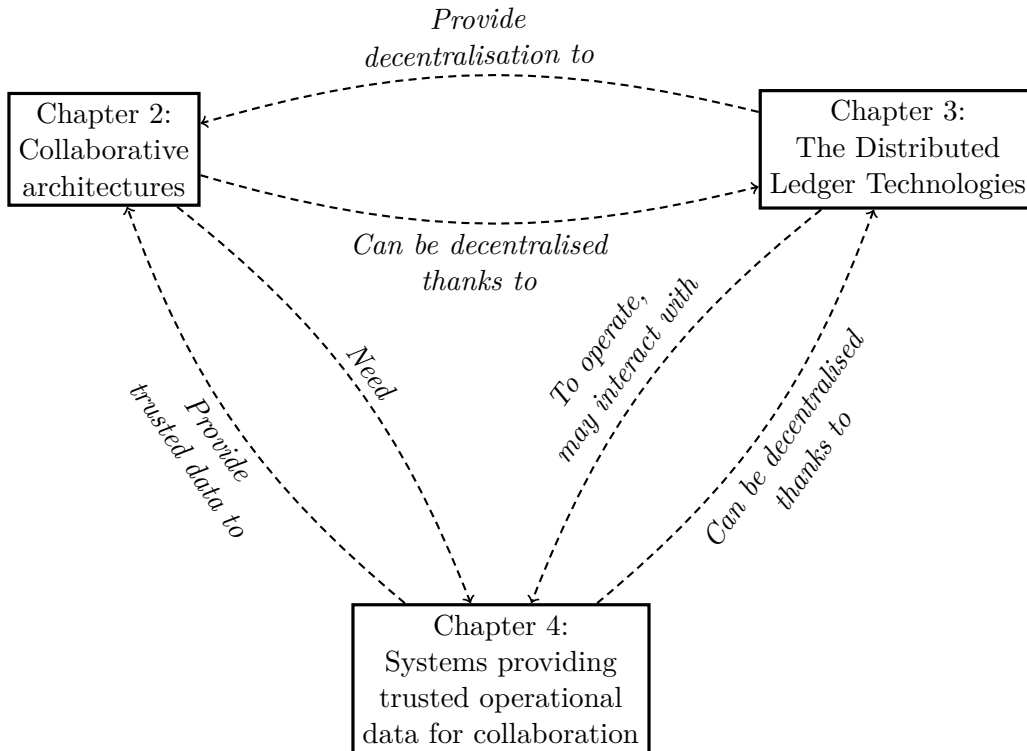 Provide
decentralisation to
Chapter 2:
Collaborative
architectures
Chapter 3:
The Distributed
Ledger Technologies
Can be decentralised
thanks to
Need
To operate,
may interact with
Provide
trusted data to
Can be decentralised
thanks to
Chapter 4:
Systems providing
trusted operational
data for collaboration